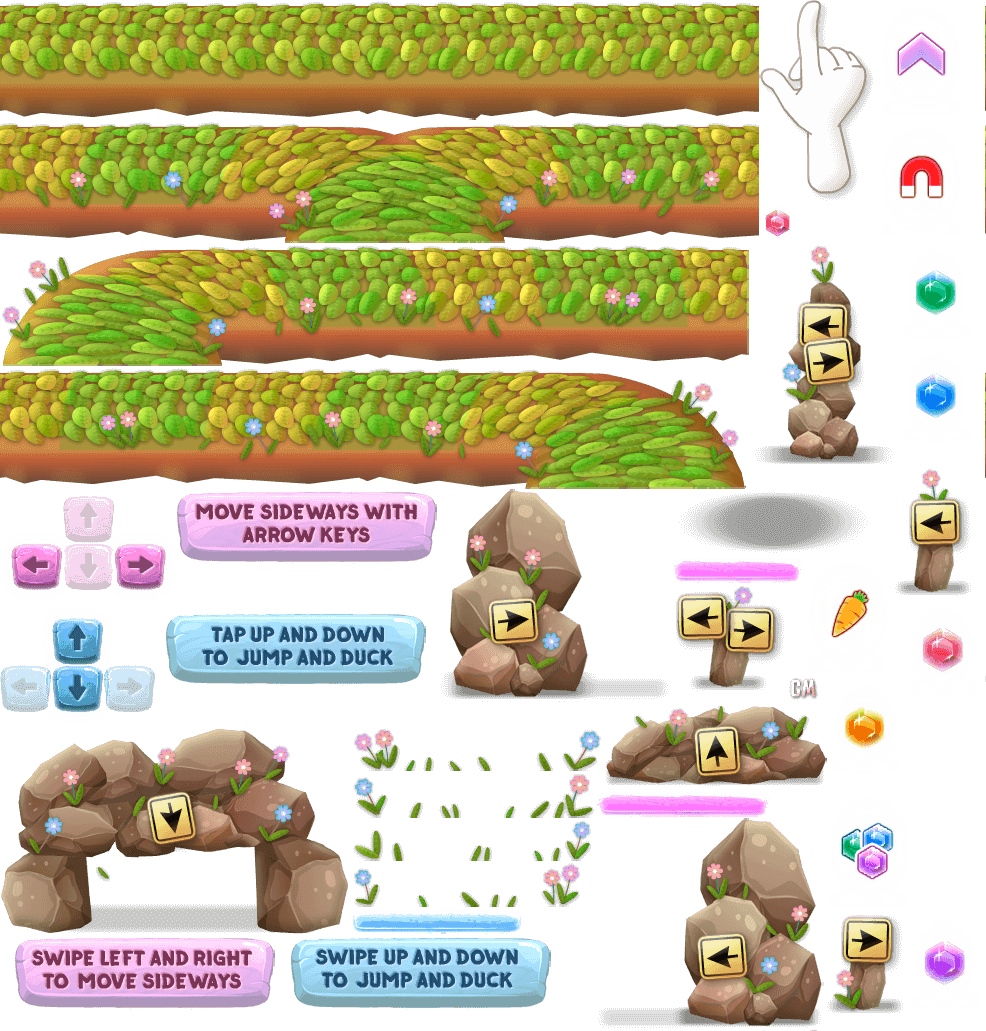 MOVE SIDEWAYS WITH
ARROW KEYS
TAP UP AND DOWN
TO JUMP AND DUCK
CM
SWIPE LEFT AND RIGHT
TO MOVE SIDEWAYS
SWIPE UP AND DOWN
TO JUMP AND DUCK